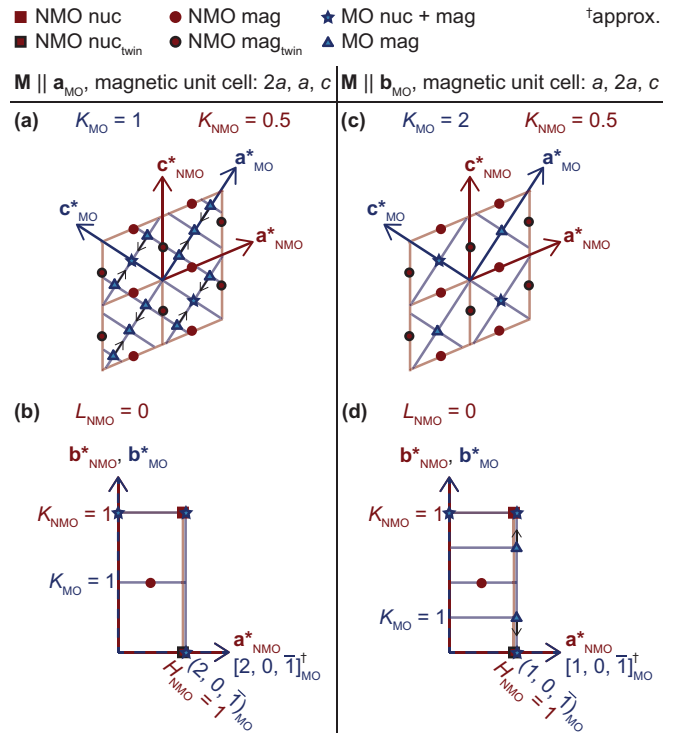 NMO nuc NMO mag MO nuc + mag †approx.
NMO nuc_twin NMO mag_twin MO mag
M || a_MO, magnetic unit cell: 2a, a, c M || b_MO, magnetic unit cell: a, 2a, c
(a) K_MO = 1 K_NMO = 0.5
c*_NMO a*_MO
c*_MO
a*_NMO
(c) K_MO = 2 K_NMO = 0.5
c*_NMO a*_MO
c*_MO
a*_NMO
(b) L_NMO = 0
b*_NMO, b*_MO
K_NMO = 1
K_MO = 1
a*_NMO
[2, 0, 1̅]†_MO
(2, 0, 1̅)_MO
H_NMO = 1
(d) L_NMO = 0
b*_NMO, b*_MO
K_NMO = 1
K_MO = 1
a*_NMO
[1, 0, 1̅]†_MO
(1, 0, 1̅)_MO
H_NMO = 1